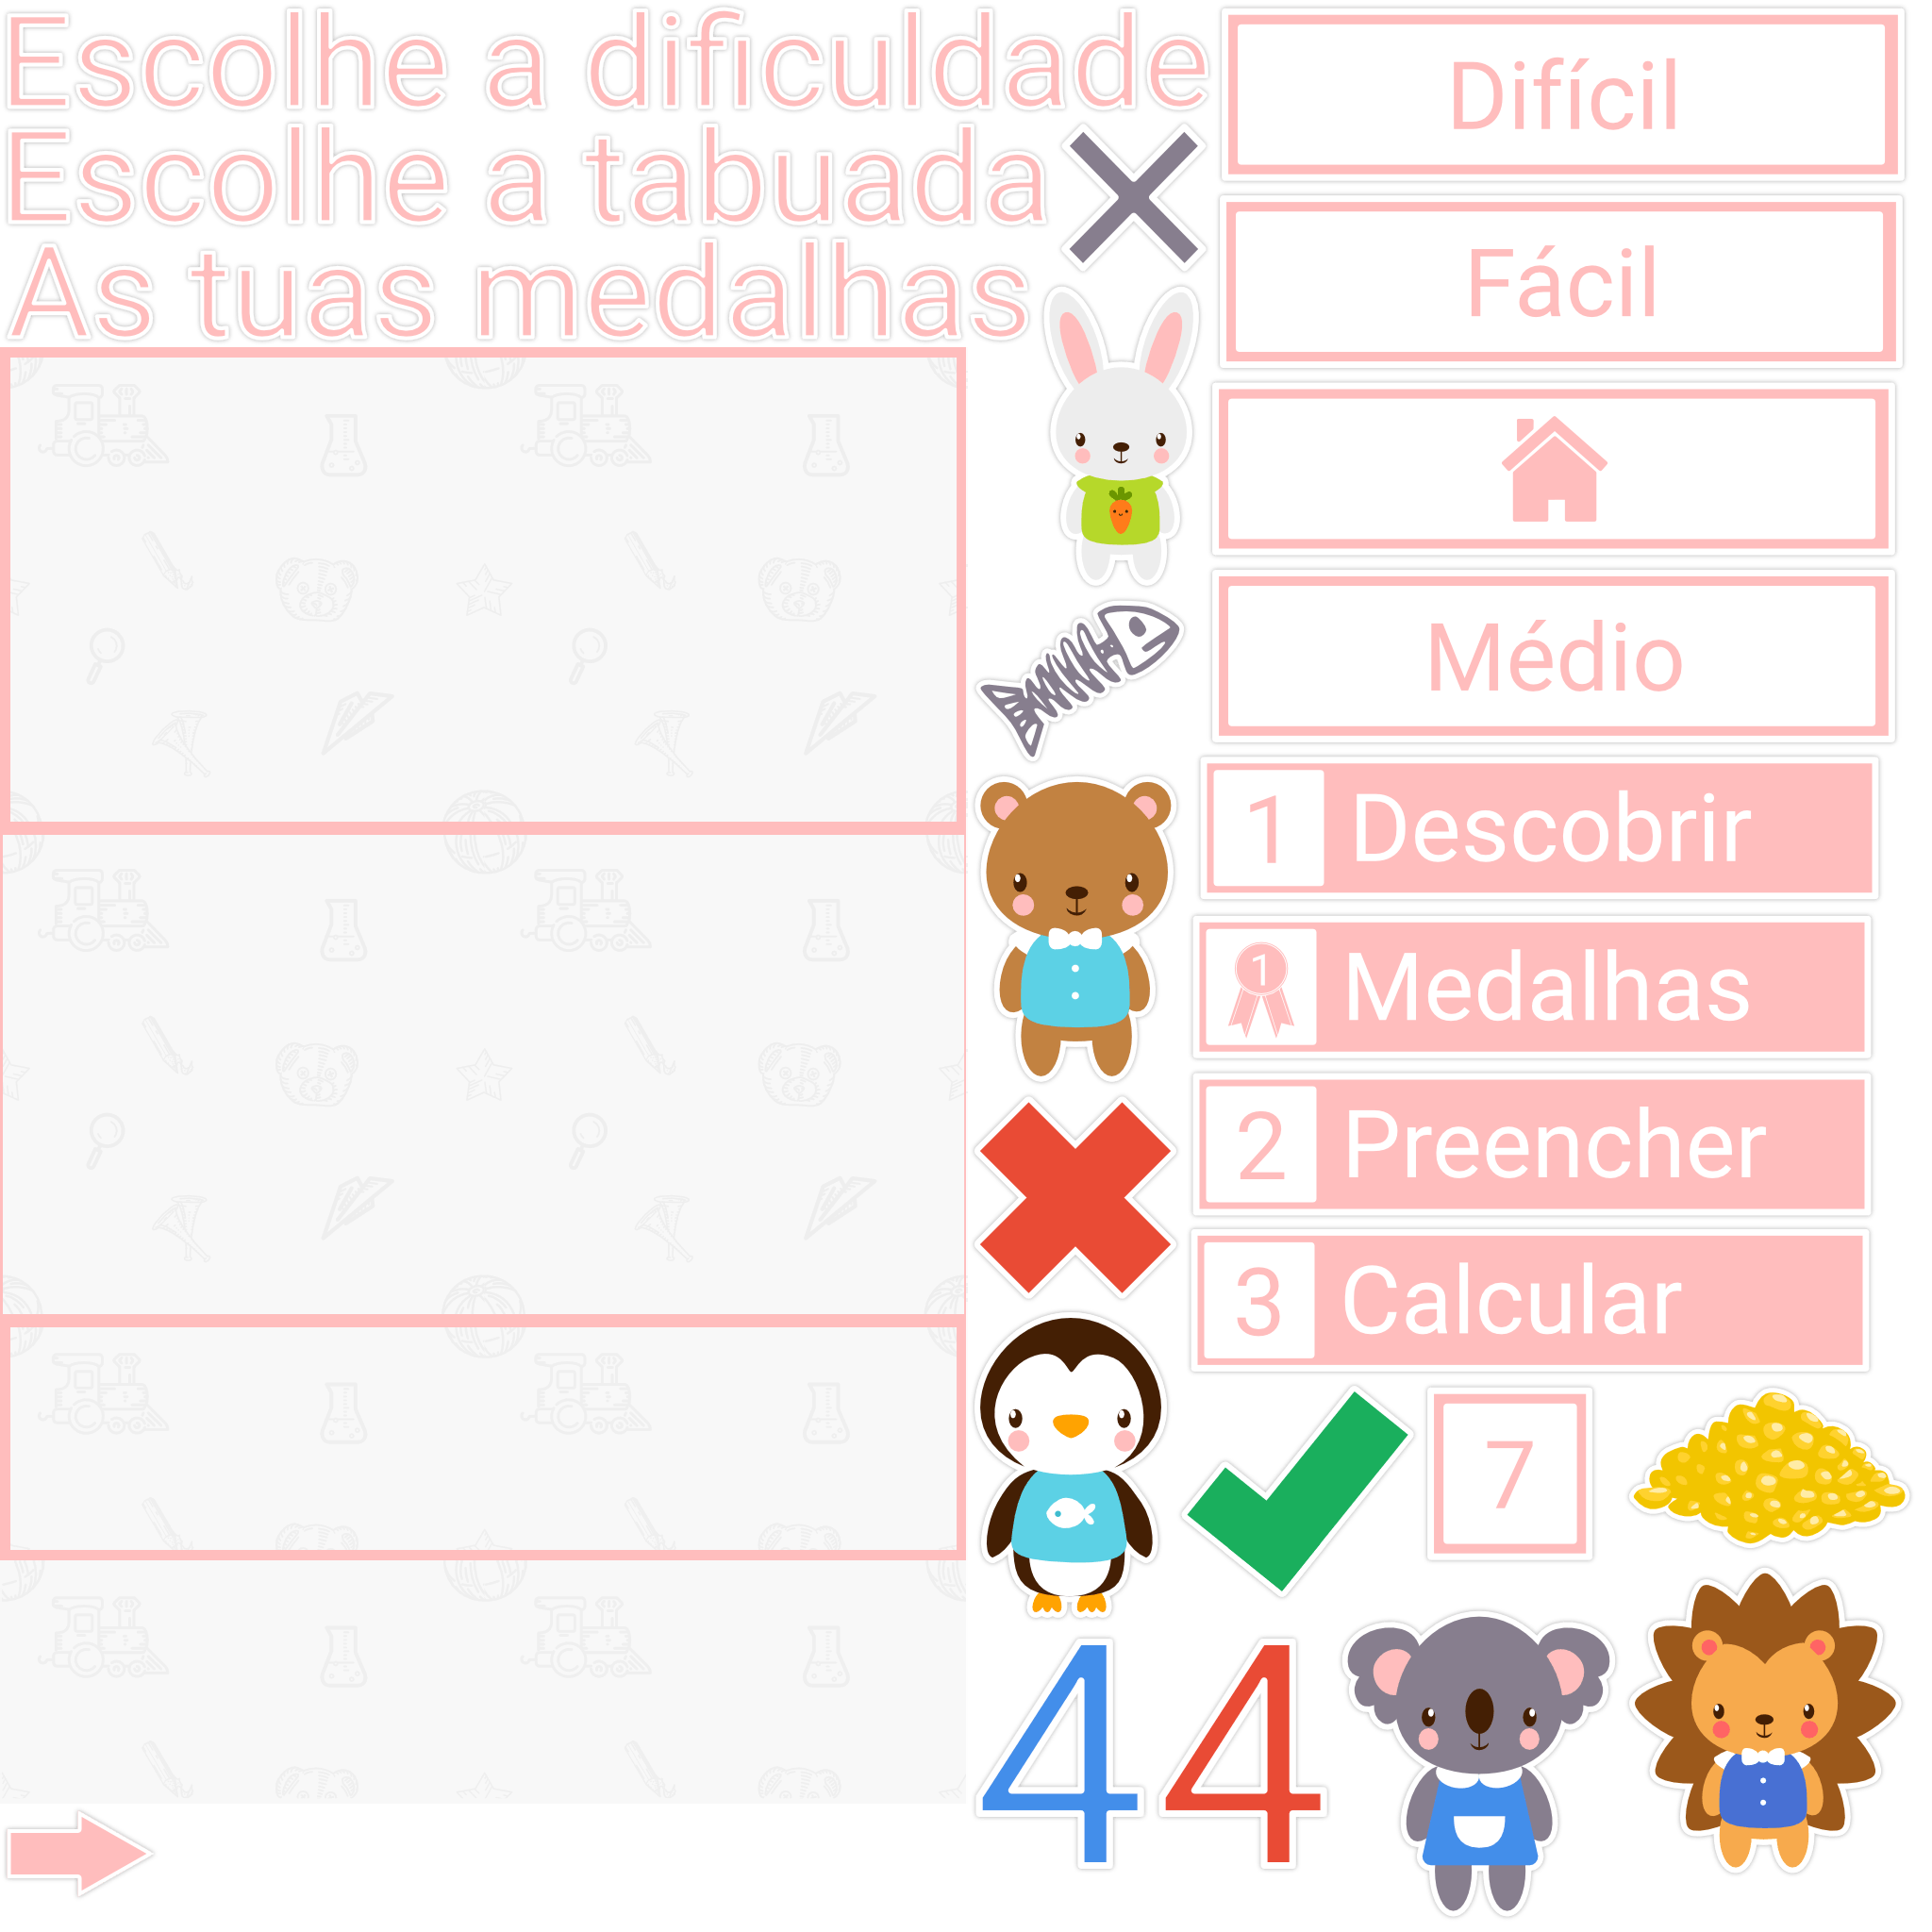 Escolhe a dificuldade
Escolhe a tabuada
As tuas medalhas
Difícil
Fácil
Médio
1 Descobrir
1 Medalhas
2 Preencher
3 Calcular
7
4 4